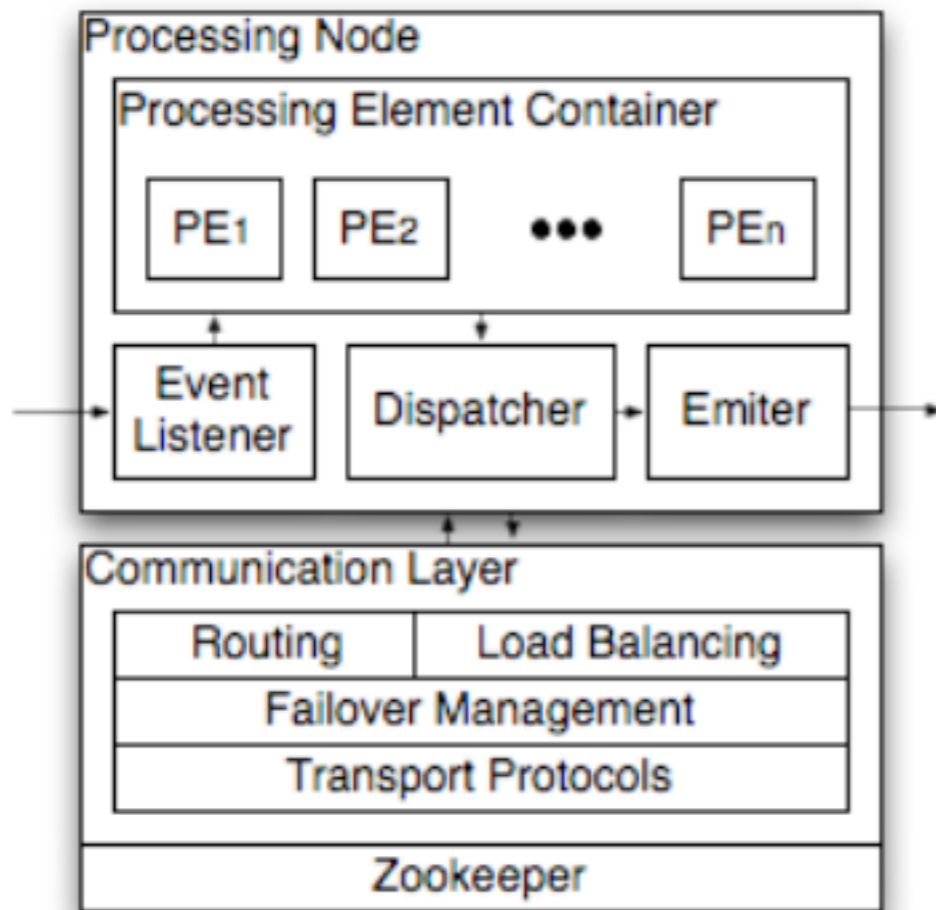 Processing Node
Processing Element Container
PE1 PE2 ••• PEn
Event
Listener
Dispatcher
Emiter
Communication Layer
Routing
Load Balancing
Failover Management
Transport Protocols
Zookeeper